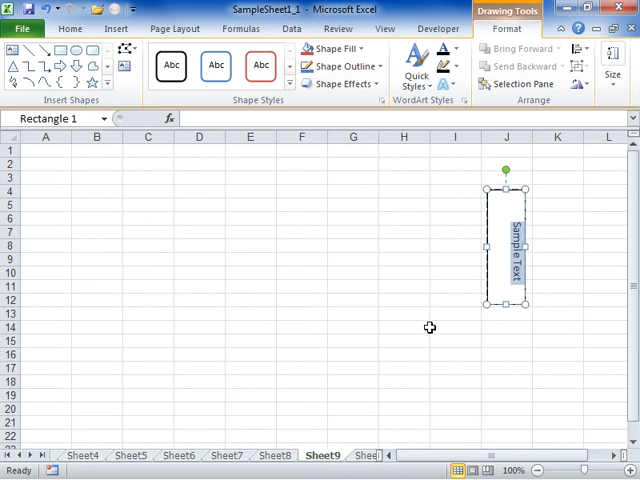 SampleSheet1_1 - Microsoft Excel
Drawing Tools
File
Home
Insert
Page Layout
Formulas
Data
Review
View
Developer
Format
Abc
Abc
Abc
Shape Fill
Shape Outline
Shape Effects
Quick
Styles
Bring Forward
Send Backward
Selection Pane
Size
Insert Shapes
Shape Styles
WordArt Styles
Arrange
Rectangle 1
fx
A B C D E F G H I J K L
1
2
3
4
5
6
7
8
9
10
11
12
13
14
15
16
17
18
19
20
21
22
23
Sample Text
Sheet4 Sheet5 Sheet6 Sheet7 Sheet8 Sheet9 Shee
Ready
100%